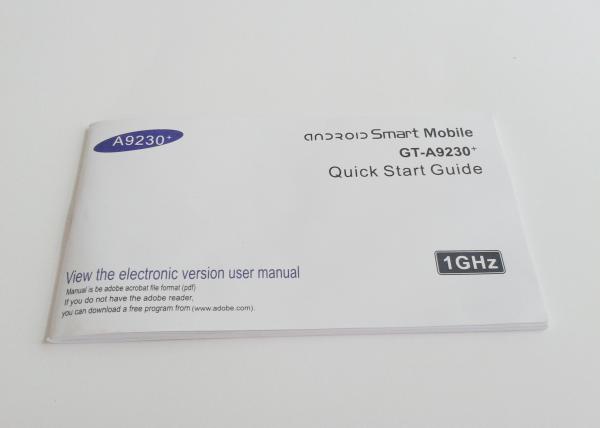 A9230+
ANDROID Smart Mobile
GT-A9230+
Quick Start Guide
1GHz
View the electronic version user manual
Manual is be adobe acrobat file format (pdf)
If you do not have the adobe reader,
you can download a free program from (www.adobe.com).